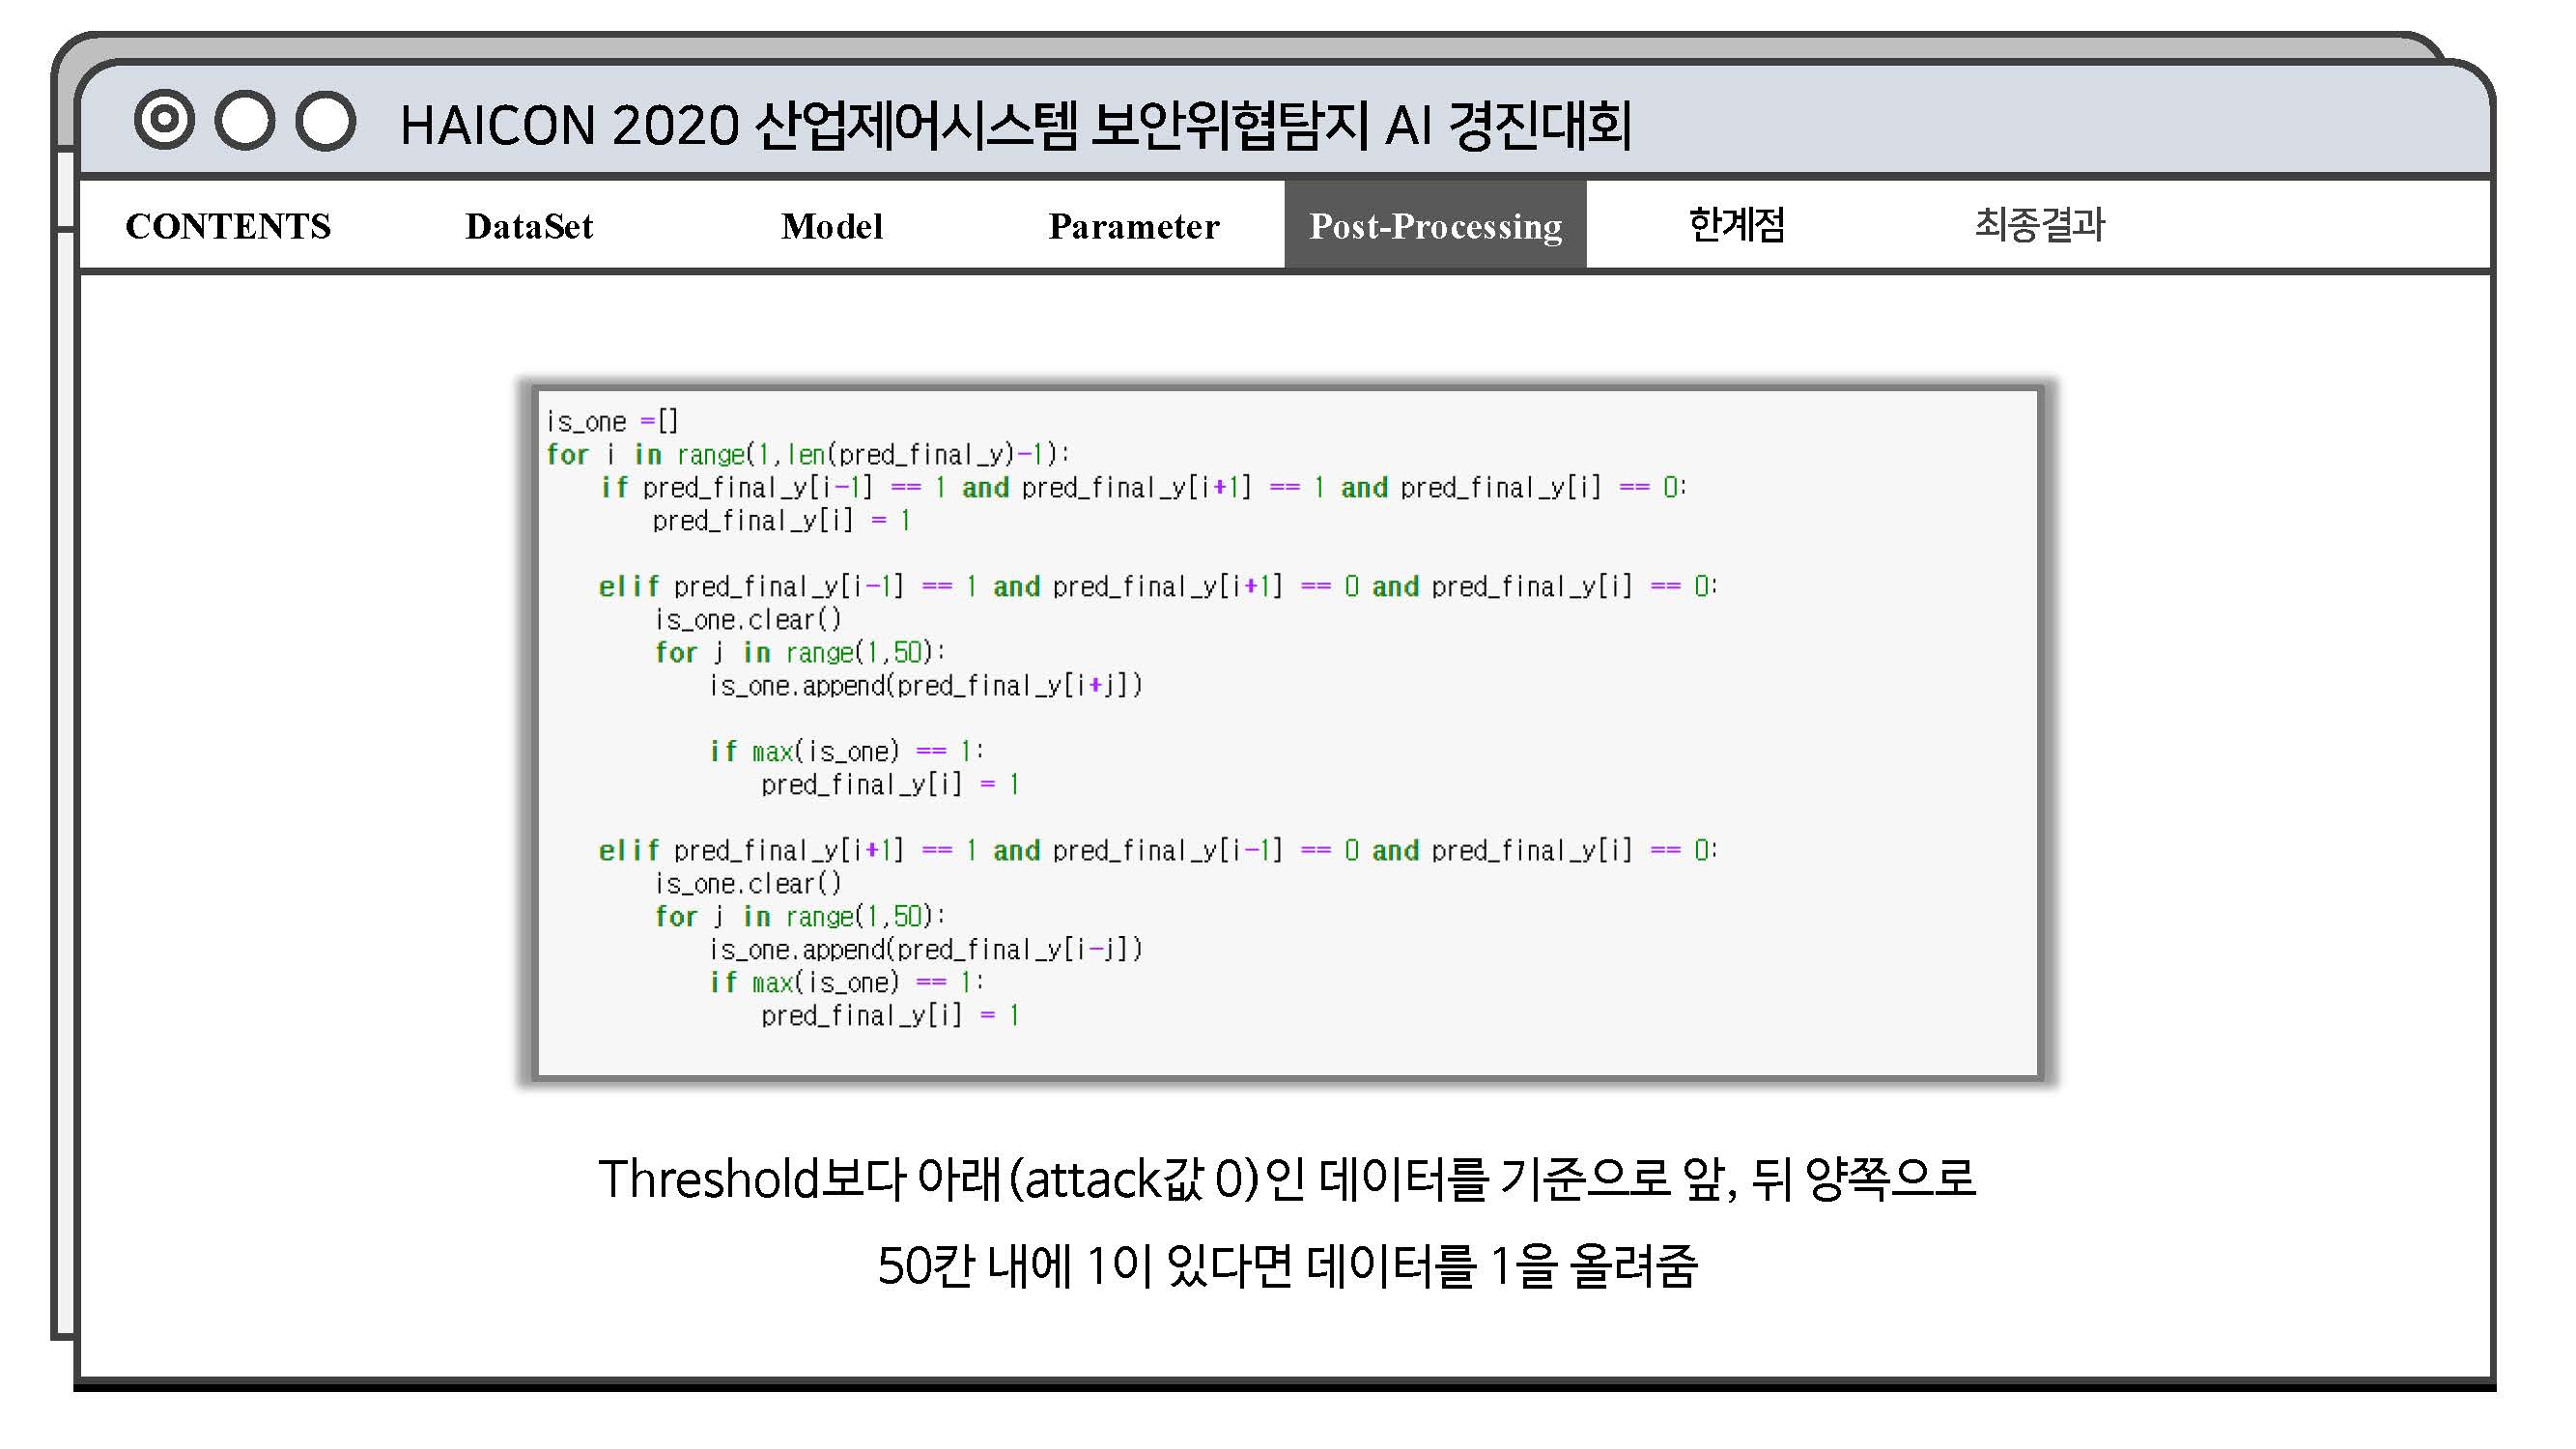 HAICON 2020 산업제어시스템 보안위협탐지 AI 경진대회
CONTENTS DataSet Model Parameter Post-Processing 한계점 최종결과
is_one =[]
for i in range(1,len(pred_final_y)-1):
    if pred_final_y[i-1] == 1 and pred_final_y[i+1] == 1 and pred_final_y[i] == 0:
        pred_final_y[i] = 1
    elif pred_final_y[i-1] == 1 and pred_final_y[i+1] == 0 and pred_final_y[i] == 0:
        is_one.clear()
        for j in range(1,50):
            is_one.append(pred_final_y[i+j])
            if max(is_one) == 1:
                pred_final_y[i] = 1
    elif pred_final_y[i+1] == 1 and pred_final_y[i-1] == 0 and pred_final_y[i] == 0:
        is_one.clear()
        for j in range(1,50):
            is_one.append(pred_final_y[i-j])
            if max(is_one) == 1:
                pred_final_y[i] = 1
Threshold보다 아래(attack값 0)인 데이터를 기준으로 앞, 뒤 양쪽으로
50칸 내에 1이 있다면 데이터를 1을 올려줌